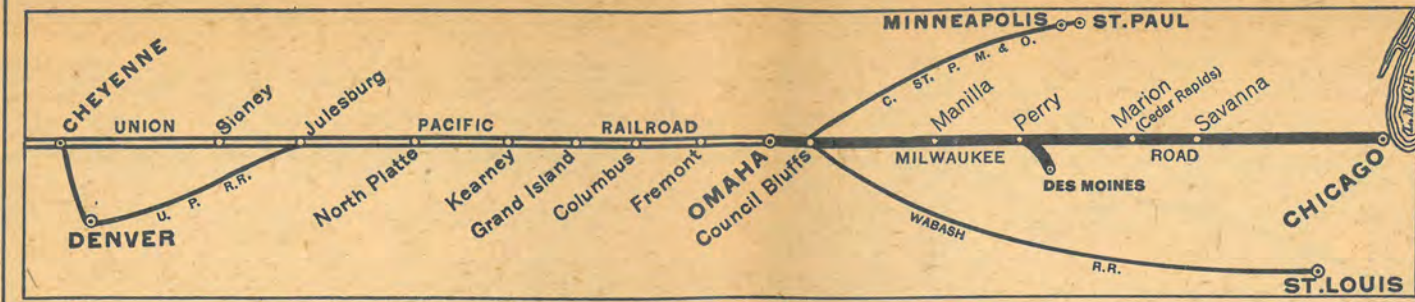 MINNEAPOLIS ST. PAUL
CHEYENNE
UNION
Sidney
Julesburg
PACIFIC
RAILROAD
C. ST. P. M. & O.
Manilla
Perry
Marion
(Cedar Rapids)
Savanna
L. MICH.
U. P. R.R.
DENVER
North Platte
Kearney
Grand Island
Columbus
Fremont
OMAHA
Council Bluffs
MILWAUKEE
ROAD
DES MOINES
CHICAGO
WABASH
R.R.
ST. LOUIS